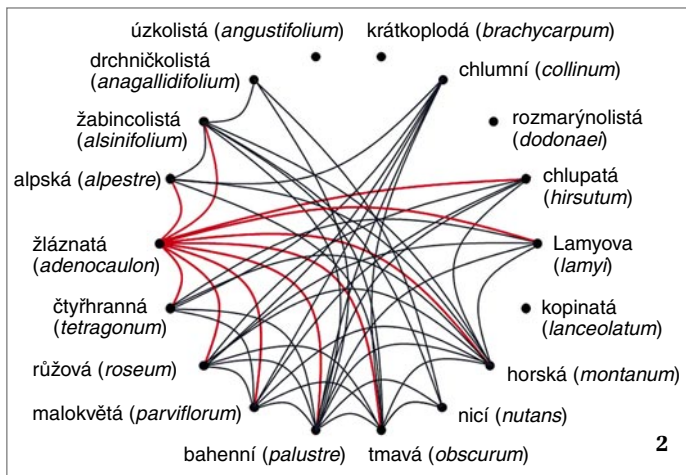 úzkolistá (angustifolium)
krátkoplodá (brachycarpum)
drchničkolistá
(anagallidifolium)
chlumní (collinum)
žabincolistá
(alsinifolium)
rozmarýnolistá
(dodonaei)
alpská (alpestre)
chlupatá
(hirsutum)
žláznatá
(adenocaulon)
Lamyova
(lamyi)
čtyřhranná
(tetragonum)
kopinatá
(lanceolatum)
růžová (roseum)
horská (montanum)
malokvětá (parviflorum)
nicí (nutans)
bahenní (palustre)
tmavá (obscurum)
2